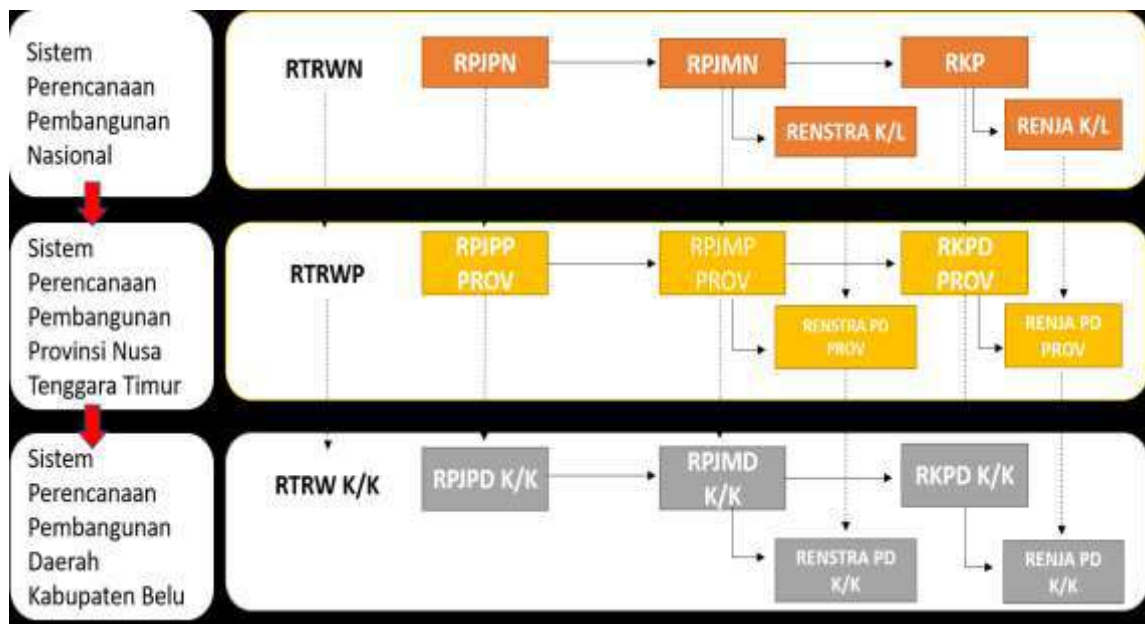 Sistem
Perencanaan
Pembangunan
Nasional
RTRWN
RPJPN
RPJMN
RKP
RENSTRA K/L
RENJA K/L
Sistem
Perencanaan
Pembangunan
Provinsi Nusa
Tenggara Timur
RTRWP
RPJPP
PROV
RPJMP
PROV
RKPD
PROV
RENSTRA PD
PROV
RENJA PD
PROV
Sistem
Perencanaan
Pembangunan
Daerah
Kabupaten Belu
RTRW K/K
RPJPD K/K
RPJMD
K/K
RKPD K/K
RENSTRA PD
K/K
RENJA PD
K/K